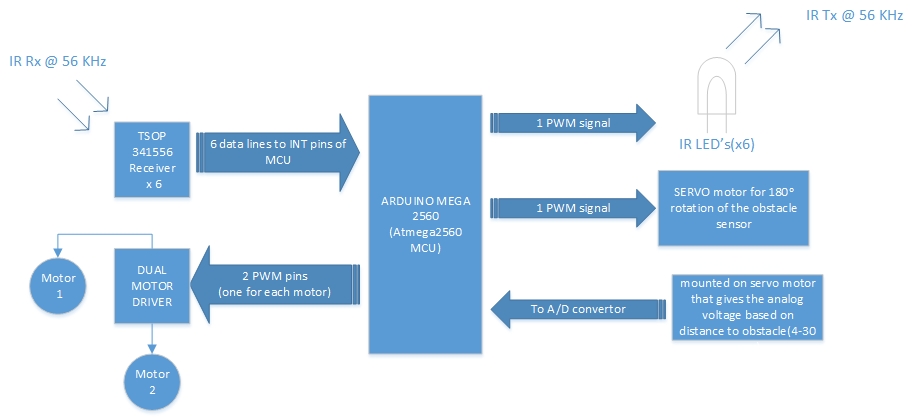 IR Tx @ 56 KHz
IR Rx @ 56 KHz
TSOP
341556
Receiver
x 6
6 data lines to INT pins of
MCU
ARDUINO MEGA
2560
(Atmega2560
MCU)
1 PWM signal
IR LED's(x6)
1 PWM signal
SERVO motor for 180°
rotation of the obstacle
sensor
Motor
1
DUAL
MOTOR
DRIVER
2 PWM pins
(one for each motor)
To A/D convertor
mounted on servo motor
that gives the analog
voltage based on
distance to obstacle(4-30
Motor
2